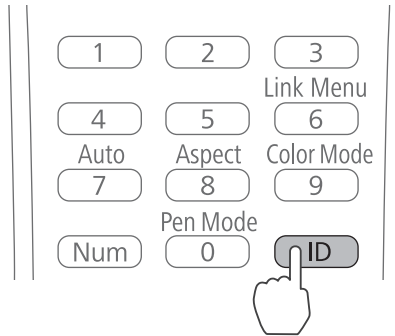 1 2 3
Link Menu
4 5 6
Auto Aspect Color Mode
7 8 9
Pen Mode
Num 0 ID